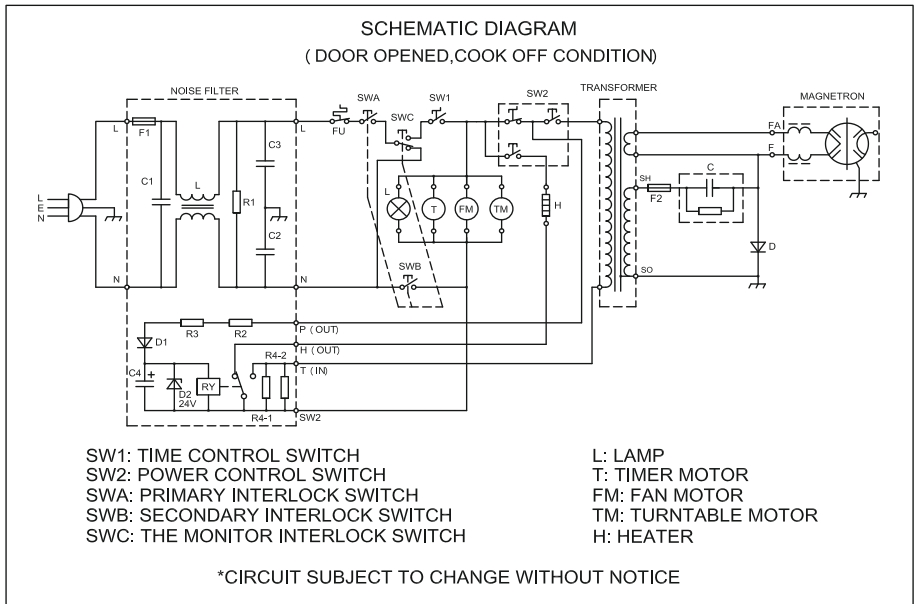 SCHEMATIC DIAGRAM
( DOOR OPENED,COOK OFF CONDITION)
NOISE FILTER
SWA
SW1
SW2
TRANSFORMER
MAGNETRON
L
F1
L
FU
SWC
FA
C3
F
C1
L
R1
L
T
FM
TM
H
SH
F2
C
L
E
N
C2
D
SWB
SO
N
N
R3
R2
P (OUT)
D1
H (OUT)
R4-2
T (IN)
C4
+
D2
24V
RY
R4-1
SW2
SW1: TIME CONTROL SWITCH
SW2: POWER CONTROL SWITCH
SWA: PRIMARY INTERLOCK SWITCH
SWB: SECONDARY INTERLOCK SWITCH
SWC: THE MONITOR INTERLOCK SWITCH
L: LAMP
T: TIMER MOTOR
FM: FAN MOTOR
TM: TURNTABLE MOTOR
H: HEATER
*CIRCUIT SUBJECT TO CHANGE WITHOUT NOTICE